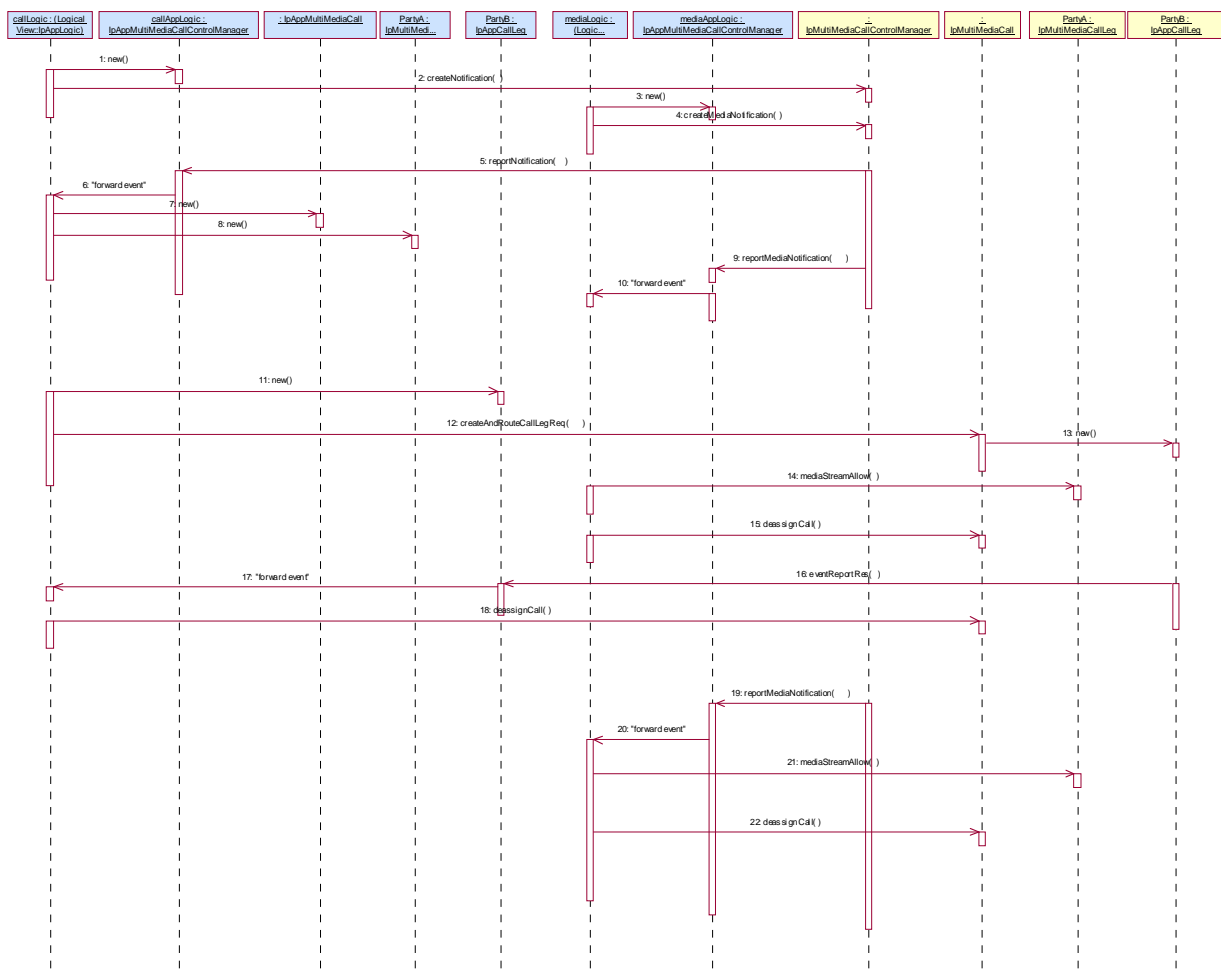 callLogic : (Logical
View::IpAppLogic)
callAppLogic :
IpAppMultiMediaCallControlManager
: IpAppMultiMediaCall
PartyA :
IpMultiMedi...
PartyB :
IpAppCallLeg
mediaLogic :
(Logic...
mediaAppLogic :
IpAppMultiMediaCallControlManager
:
IpMultiMediaCallControlManager
:
IpMultiMediaCall
PartyA :
IpMultiMediaCallLeg
PartyB :
IpAppCallLeg
1: new()
2: createNotification( )
3: new()
4: createMediaNotification( )
5: reportNotification( )
6: "forward event"
7: new()
8: new()
9: reportMediaNotification( )
10: "forward event"
11: new()
12: createAndRouteCallLegReq( )
13: new()
14: mediaStreamAllow( )
15: deassignCall( )
16: eventReportRes( )
17: "forward event"
18: deassignCall( )
19: reportMediaNotification( )
20: "forward event"
21: mediaStreamAllow( )
22: deassignCall( )